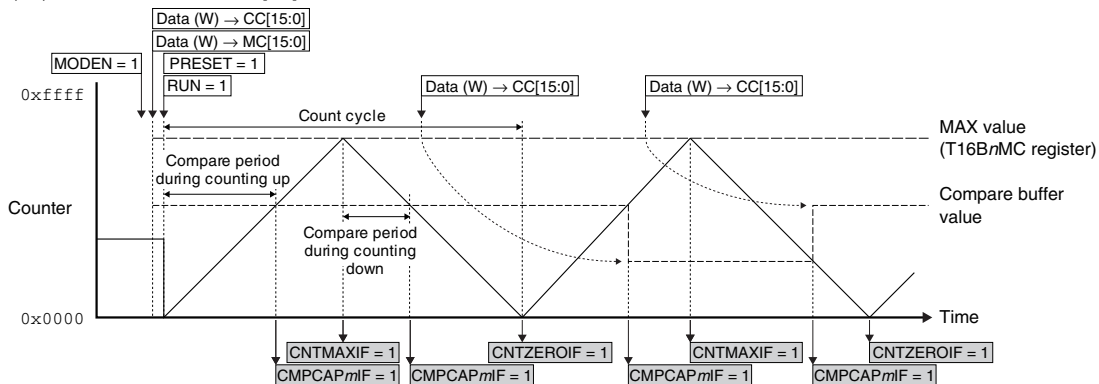 Data (W) → CC[15:0]
Data (W) → MC[15:0]
MODEN = 1
PRESET = 1
RUN = 1
Data (W) → CC[15:0]
Data (W) → CC[15:0]
0xffff
Count cycle
MAX value
(T16BnMC register)
Compare period
during counting up
Counter
Compare buffer
value
Compare period
during counting
down
0x0000
Time
CNTMAXIF = 1
CNTZEROIF = 1
CNTMAXIF = 1
CNTZEROIF = 1
CMPCAPmIF = 1
CMPCAPmIF = 1
CMPCAPmIF = 1
CMPCAPmIF = 1